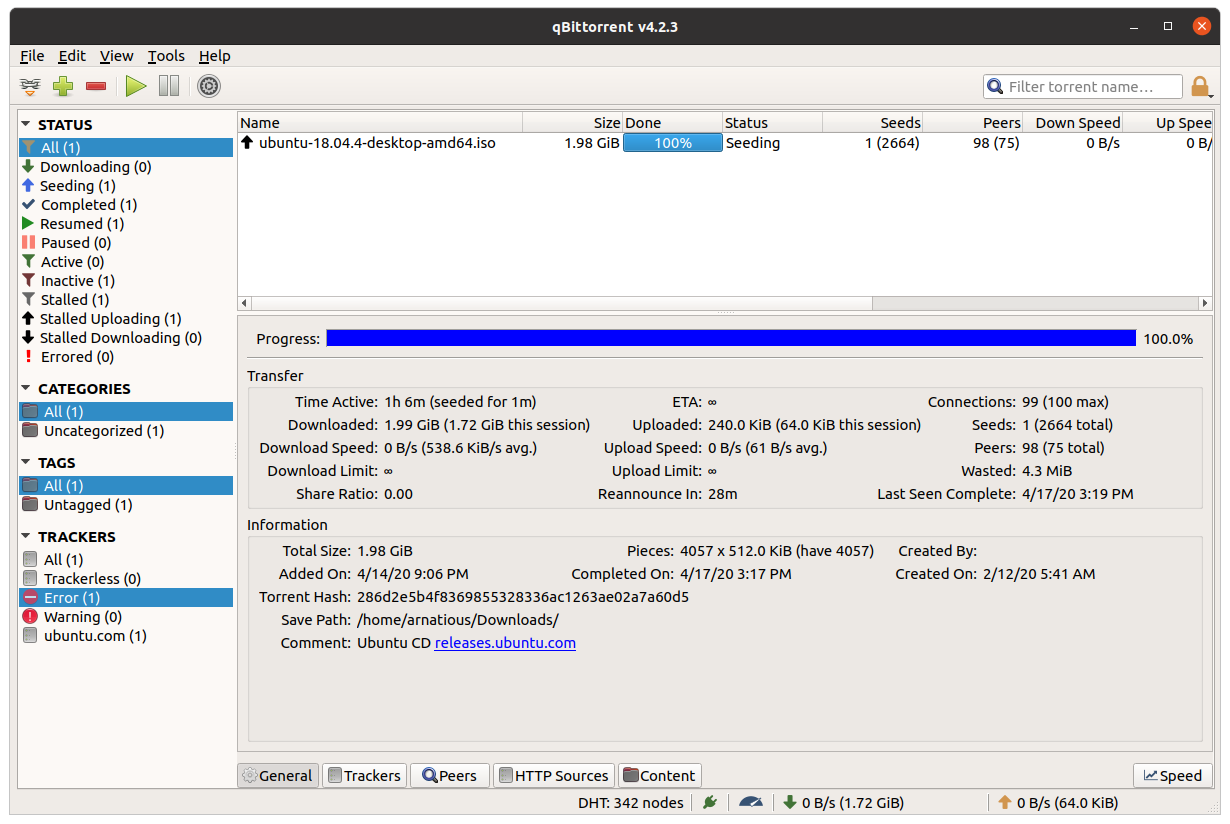 qBittorrent v4.2.3
File Edit View Tools Help
Filter torrent name...
STATUS
All (1)
Downloading (0)
Seeding (1)
Completed (1)
Resumed (1)
Paused (0)
Active (0)
Inactive (1)
Stalled (1)
Stalled Uploading (1)
Stalled Downloading (0)
Errored (0)
CATEGORIES
All (1)
Uncategorized (1)
TAGS
All (1)
Untagged (1)
TRACKERS
All (1)
Trackerless (0)
Error (1)
Warning (0)
ubuntu.com (1)
Name Size Done Status Seeds Peers Down Speed Up Spee
ubuntu-18.04.4-desktop-amd64.iso 1.98 GiB 100% Seeding 1 (2664) 98 (75) 0 B/s 0 B/
Progress: 100.0%
Transfer
Time Active: 1h 6m (seeded for 1m) ETA: ∞ Connections: 99 (100 max)
Downloaded: 1.99 GiB (1.72 GiB this session) Uploaded: 240.0 KiB (64.0 KiB this session) Seeds: 1 (2664 total)
Download Speed: 0 B/s (538.6 KiB/s avg.) Upload Speed: 0 B/s (61 B/s avg.) Peers: 98 (75 total)
Download Limit: ∞ Upload Limit: ∞ Wasted: 4.3 MiB
Share Ratio: 0.00 Reannounce In: 28m Last Seen Complete: 4/17/20 3:19 PM
Information
Total Size: 1.98 GiB Pieces: 4057 x 512.0 KiB (have 4057) Created By:
Added On: 4/14/20 9:06 PM Completed On: 4/17/20 3:17 PM Created On: 2/12/20 5:41 AM
Torrent Hash: 286d2e5b4f8369855328336ac1263ae02a7a60d5
Save Path: /home/arnatious/Downloads/
Comment: Ubuntu CD releases.ubuntu.com
General Trackers Peers HTTP Sources Content Speed
DHT: 342 nodes 0 B/s (1.72 GiB) 0 B/s (64.0 KiB)